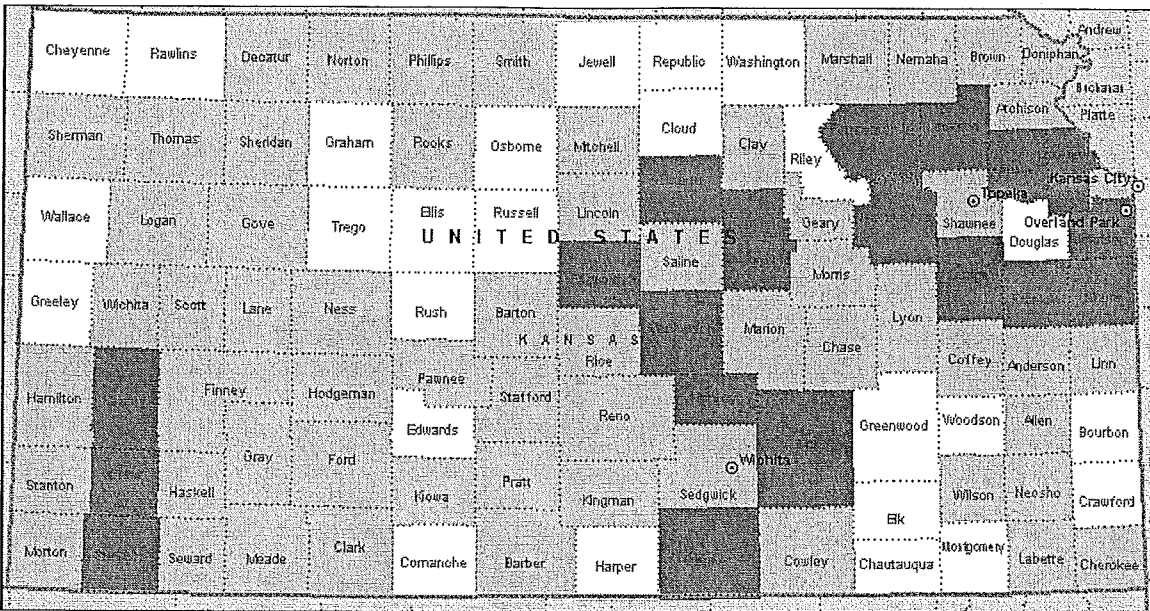 Cheyenne Rawlins Decatur Norton Phillips Smith Jewell Republic Washington Marshall Nemaha Brown Doniphan Andrew
Buchanan
Sherman Thomas Sheridan Graham Rooks Osborne Mitchell Cloud Clay Riley Atchison Platte
Kansas City
Wallace Logan Gove Trego Ellis Russell Lincoln Geary Topeka
Shawnee Overland Park
Douglas
UNITED STATES
Saline
Greeley Wichita Scott Lane Ness Rush Barton Marion Morris Lyon
KANSAS
Rice Chase Coffey Anderson Linn
Hamilton Finney Hodgeman Pawnee Stafford Reno
Edwards Greenwood Woodson Allen Bourbon
Gray Ford Wichita
Stanton Haskell Kiowa Pratt Kingman Sedgwick Wilson Neosho Crawford
Elk
Morton Seward Meade Clark Comanche Barber Harper Cowley Chautauqua Montgomery Labette Cherokee